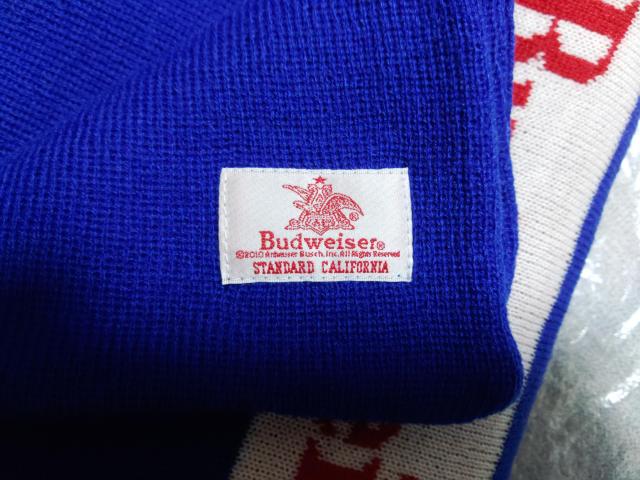 Budweiser®
©2010 Anheuser Busch, Inc. All Rights Reserved
STANDARD CALIFORNIA